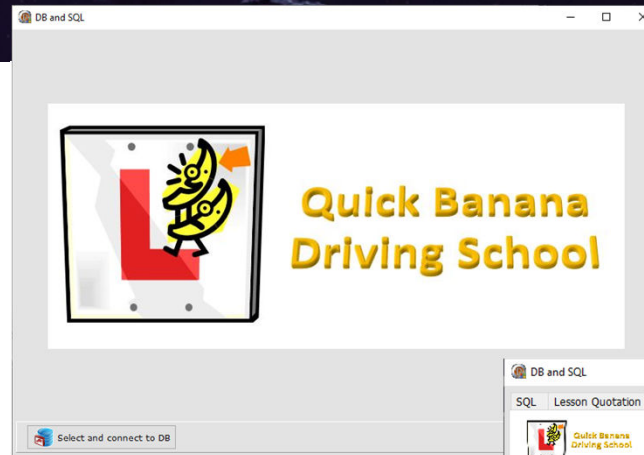 DB and SQL
L
Quick Banana
Driving School
Select and connect to DB
DB and SQL
SQL Lesson Quotation
Quick Banana
Driving School